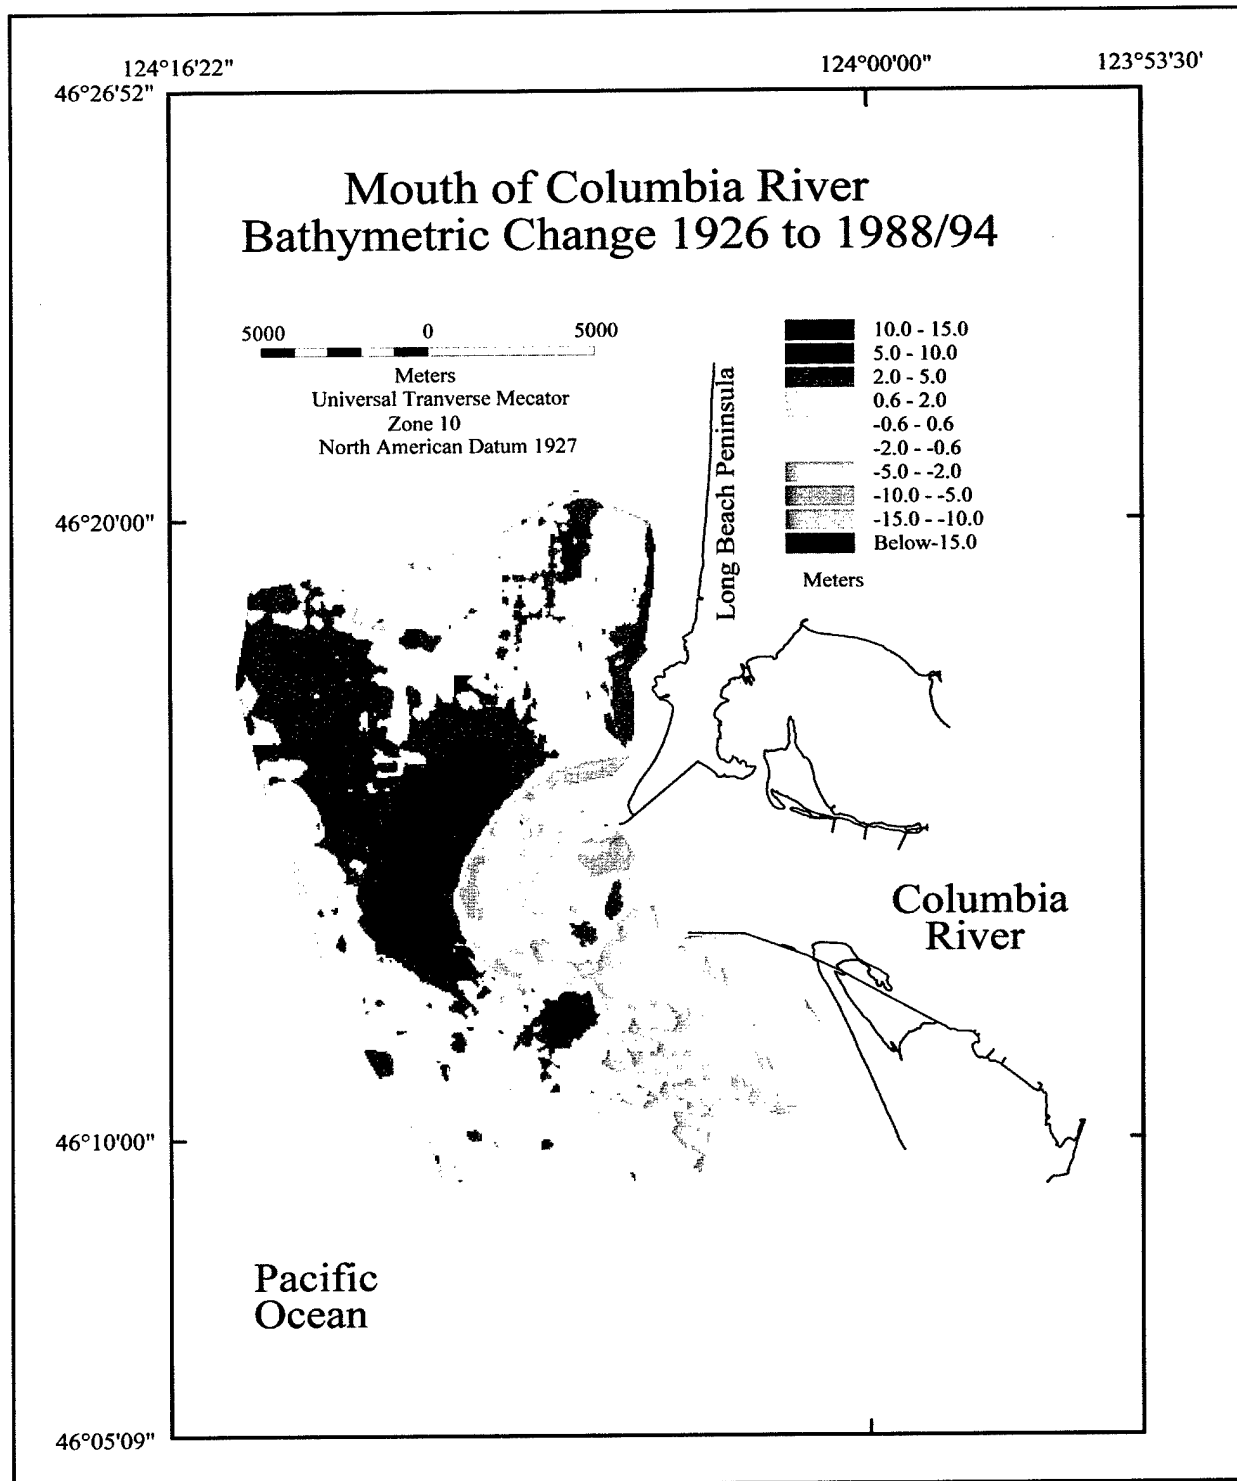 124°16'22"
124°00'00"
123°53'30'
46°26'52"
Mouth of Columbia River
Bathymetric Change 1926 to 1988/94
5000 0 5000
Meters
Universal Tranverse Mecator
Zone 10
North American Datum 1927
10.0 - 15.0
5.0 - 10.0
2.0 - 5.0
0.6 - 2.0
-0.6 - 0.6
-2.0 - -0.6
-5.0 - -2.0
-10.0 - -5.0
-15.0 - -10.0
Below-15.0
Meters
Long Beach Peninsula
46°20'00"
Columbia
River
46°10'00"
Pacific
Ocean
46°05'09"